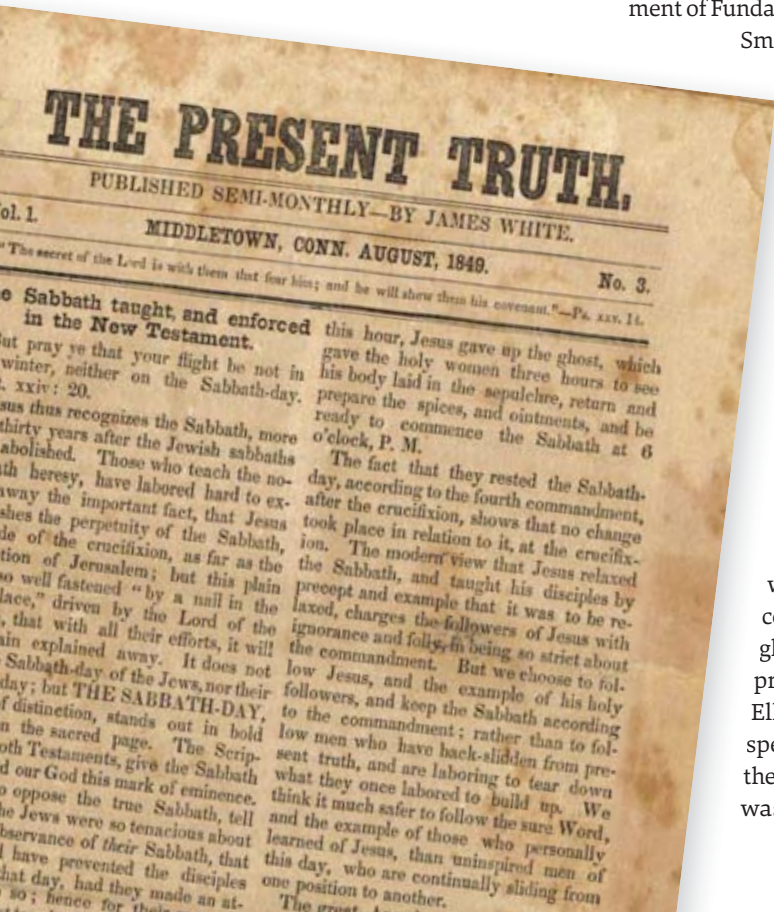 ment of Funda
Sm
THE PRESENT TRUTH.
PUBLISHED SEMI-MONTHLY—BY JAMES WHITE.
ol. 1.
MIDDLETOWN, CONN. AUGUST, 1849.
No. 3.
"The secret of the Lord is with them that fear him; and he will shew them his covenant."—Ps. xxv. 14.
e Sabbath taught, and enforced
in the New Testament.
ut pray ye that your flight be not in
winter, neither on the Sabbath-day.
. xxiv: 20.
sus thus recognizes the Sabbath, more
thirty years after the Jewish sabbaths
abolished. Those who teach the no-
th heresy, have labored hard to ex-
way the important fact, that Jesus
shes the perpetuity of the Sabbath,
de of the crucifixion, as far as the
tion of Jerusalem; but this plain
so well fastened "by a nail in the
lace," driven by the Lord of the
, that with all their efforts, it will
ain explained away. It does not
Sabbath-day of the Jews, nor their
day; but THE SABBATH-DAY,
f distinction, stands out in bold
n the sacred page. The Scrip-
oth Testaments, give the Sabbath
d our God this mark of eminence.
o oppose the true Sabbath, tell
he Jews were so tenacious about
bservance of their Sabbath, that
l have prevented the disciples
hat day, had they made an at-
so; hence for their
this hour, Jesus gave up the ghost, which
gave the holy women three hours to see
his body laid in the sepulchre, return and
prepare the spices, and ointments, and be
ready to commence the Sabbath at 6
o'clock, P. M.
The fact that they rested the Sabbath-
day, according to the fourth commandment,
after the crucifixion, shows that no change
took place in relation to it, at the crucifix-
ion. The modern view that Jesus relaxed
the Sabbath, and taught his disciples by
precept and example that it was to be re-
laxed, charges the followers of Jesus with
ignorance and folly, in being so strict about
the commandment. But we choose to fol-
low Jesus, and the example of his holy
followers, and keep the Sabbath according
to the commandment; rather than to fol-
low men who have back-slidden from pre-
sent truth, and are laboring to tear down
what they once labored to build up. We
think it much safer to follow the sure Word,
and the example of those who personally
learned of Jesus, than uninspired men of
this day, who are continually sliding from
one position to another.
The great
w
c
gl
pr
Ell
spe
the
wa